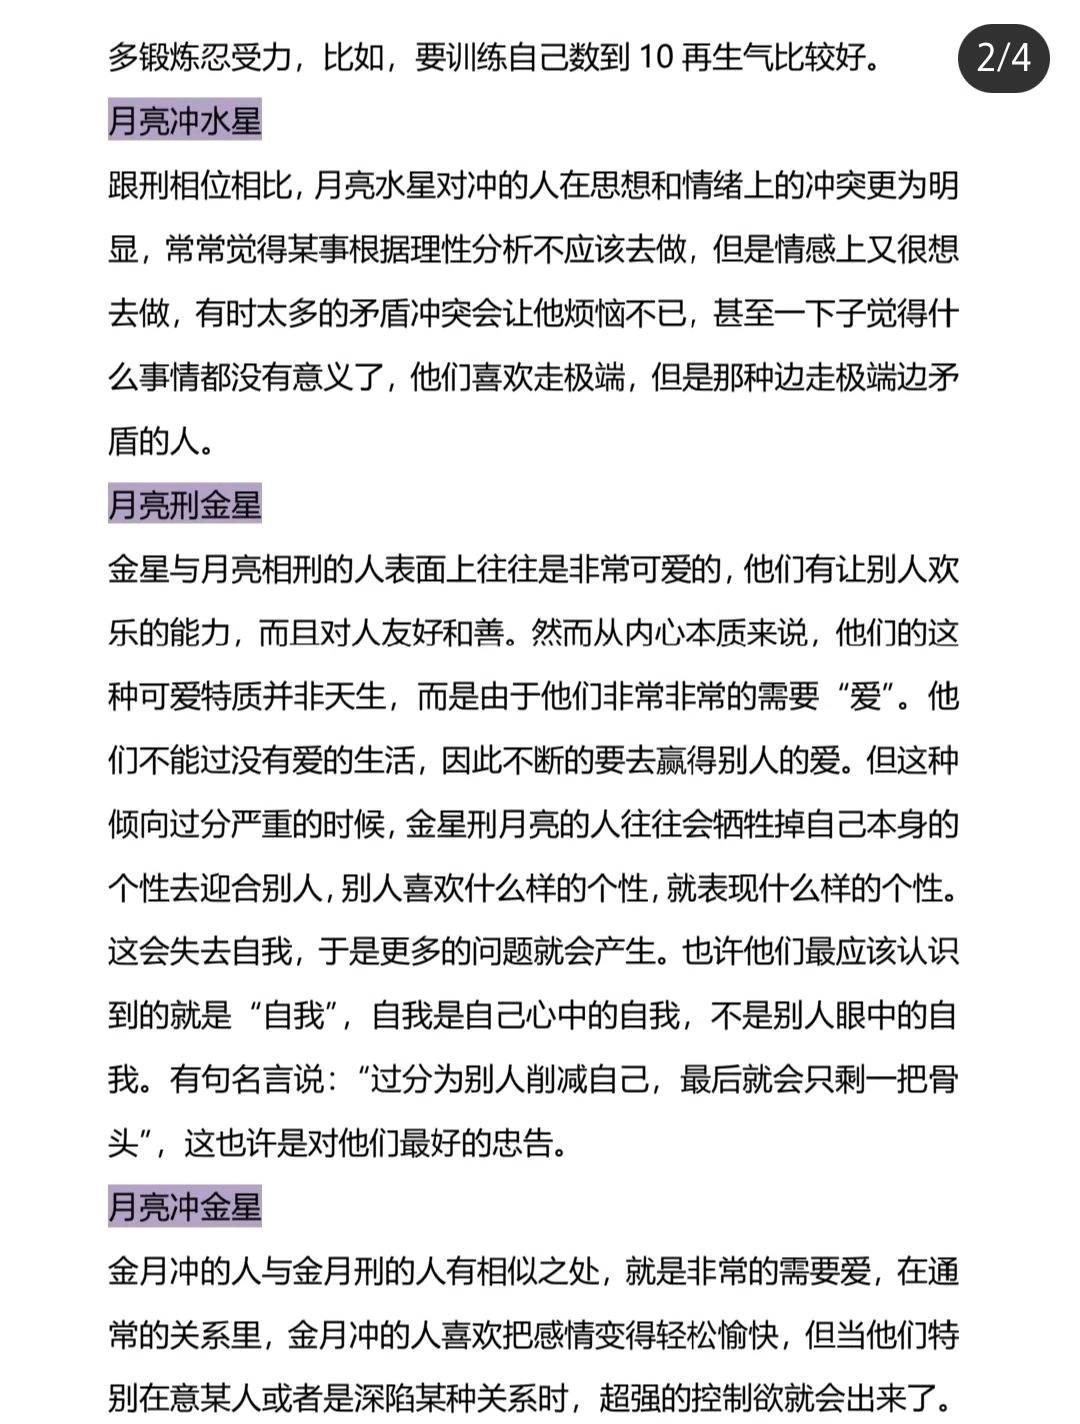 多锻炼忍受力，比如，要训练自己数到 10 再生气比较好。
2/4
月亮冲水星
跟刑相位相比，月亮水星对冲的人在思想和情绪上的冲突更为明
显，常常觉得某事根据理性分析不应该去做，但是情感上又很想
去做，有时太多的矛盾冲突会让他烦恼不已，甚至一下子觉得什
么事情都没有意义了，他们喜欢走极端，但是那种边走极端边矛
盾的人。
月亮刑金星
金星与月亮相刑的人表面上往往是非常可爱的，他们有让别人欢
乐的能力，而且对人友好和善。然而从内心本质来说，他们的这
种可爱特质并非天生，而是由于他们非常非常的需要“爱”。他
们不能过没有爱的生活，因此不断的要去赢得别人的爱。但这种
倾向过分严重的时候，金星刑月亮的人往往会牺牲掉自己本身的
个性去迎合别人，别人喜欢什么样的个性，就表现什么样的个性。
这会失去自我，于是更多的问题就会产生。也许他们最应该认识
到的就是“自我”，自我是自己心中的自我，不是别人眼中的自
我。有句名言说：“过分为别人削减自己，最后就会只剩一把骨
头”，这也许是对他们最好的忠告。
月亮冲金星
金月冲的人与金月刑的人有相似之处，就是非常的需要爱，在通
常的关系里，金月冲的人喜欢把感情变得轻松愉快，但当他们特
别在意某人或者是深陷某种关系时，超强的控制欲就会出来了。